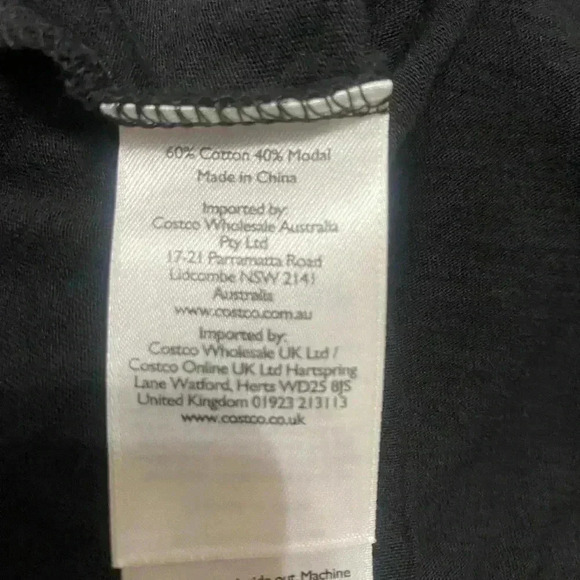 60% Cotton 40% Modal
Made in China
Imported by:
Costco Wholesale Australia
Pty Ltd
17-21 Parramatta Road
Lidcombe NSW 2141
Australia
www.costco.com.au
Imported by:
Costco Wholesale UK Ltd /
Costco Online UK Ltd Hartspring
Lane Watford, Herts WD25 8JS
United Kingdom 01923 213113
www.costco.co.uk
out Machine